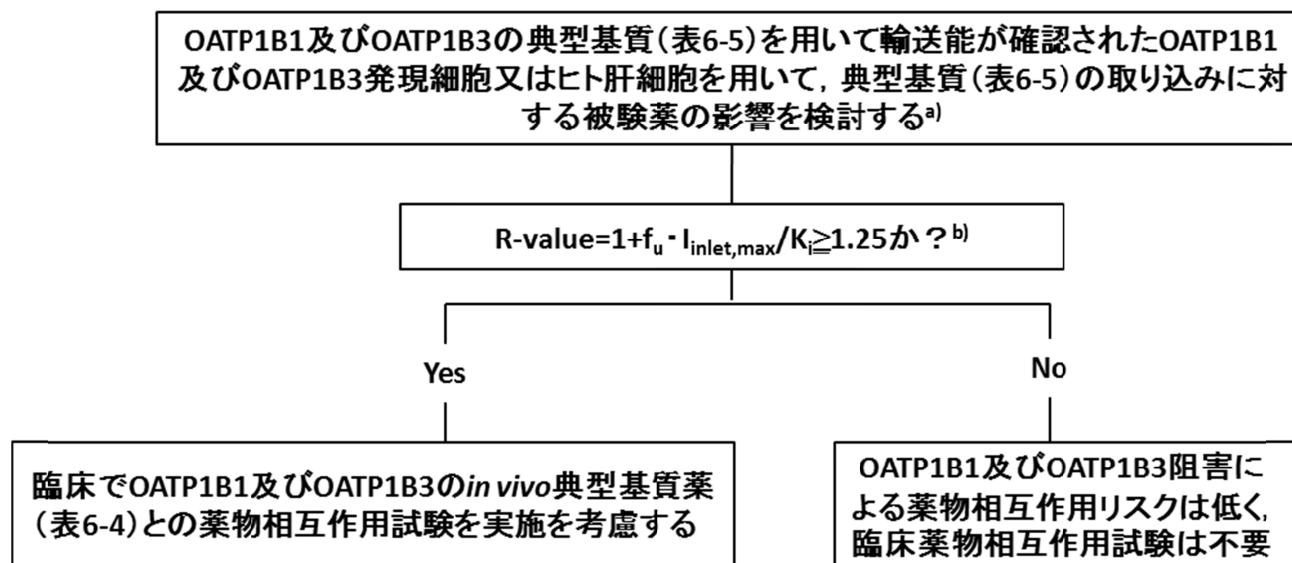 OATP1B1及びOATP1B3の典型基質（表6-5）を用いて輸送能が確認されたOATP1B1
及びOATP1B3発現細胞又はヒト肝細胞を用いて，典型基質（表6-5）の取り込みに対
する被験薬の影響を検討するa)
R-value=1+fu・Iinlet,max/Ki≧1.25か？b)
Yes
No
臨床でOATP1B1及びOATP1B3のin vivo典型基質薬
（表6-4）との薬物相互作用試験を実施を考慮する
OATP1B1及びOATP1B3阻害に
よる薬物相互作用リスクは低く，
臨床薬物相互作用試験は不要